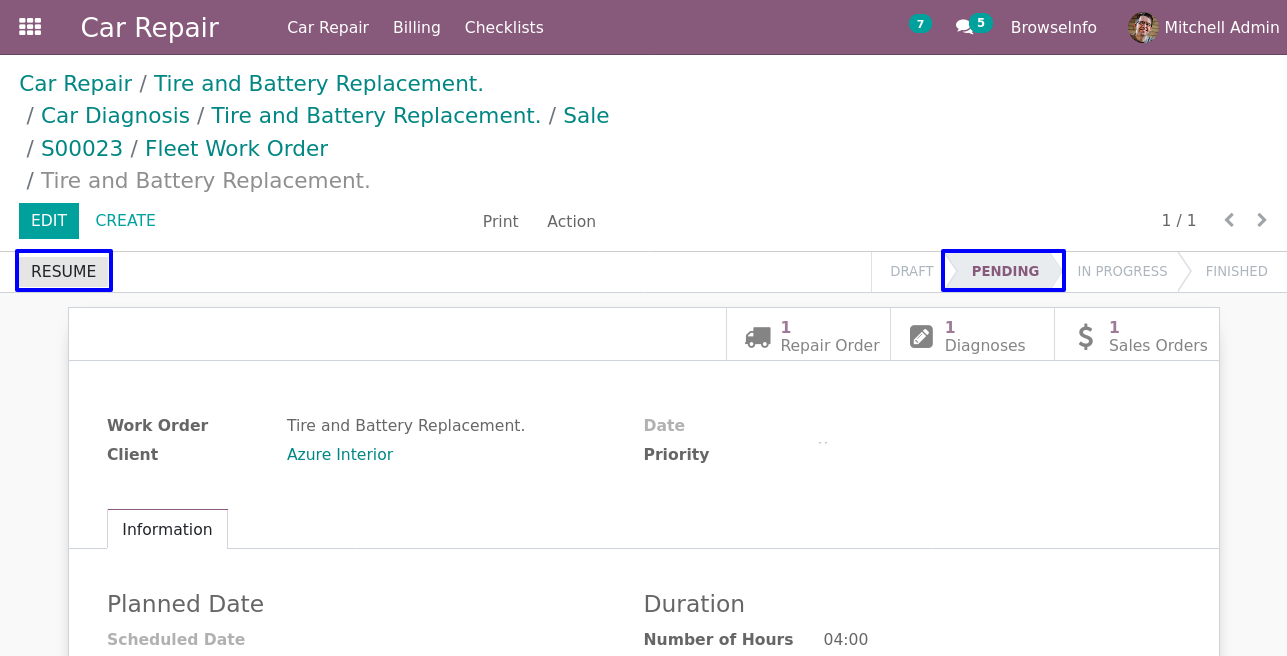 Car Repair Car Repair Billing Checklists 7 5 BrowseInfo Mitchell Admin
Car Repair / Tire and Battery Replacement.
/ Car Diagnosis / Tire and Battery Replacement. / Sale
/ S00023 / Fleet Work Order
/ Tire and Battery Replacement.
EDIT CREATE Print Action 1 / 1
RESUME DRAFT PENDING IN PROGRESS FINISHED
1 Repair Order
1 Diagnoses
$ 1 Sales Orders
Work Order Tire and Battery Replacement. Date
Client Azure Interior Priority
Information
Planned Date Duration
Scheduled Date Number of Hours 04:00